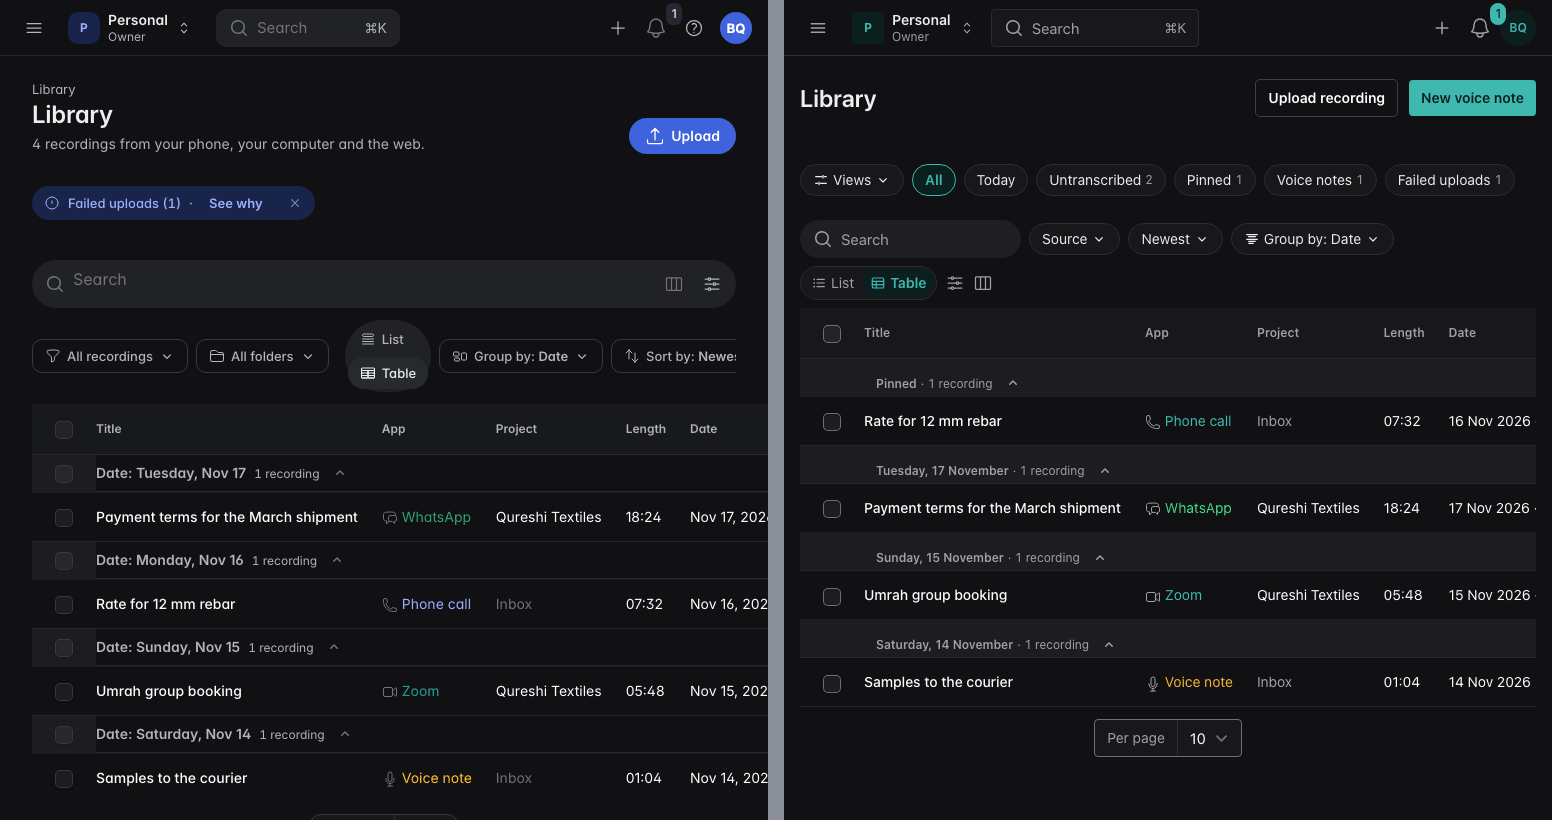 P
Personal
Owner
Search
⌘K
1
BQ
Library
Library
4 recordings from your phone, your computer and the web.
Upload
Failed uploads (1) · See why
Search
All recordings
All folders
List
Table
Group by: Date
Sort by: Newes
Title App Project Length Date
Date: Tuesday, Nov 17 1 recording
Payment terms for the March shipment WhatsApp Qureshi Textiles 18:24 Nov 17, 202
Date: Monday, Nov 16 1 recording
Rate for 12 mm rebar Phone call Inbox 07:32 Nov 16, 202
Date: Sunday, Nov 15 1 recording
Umrah group booking Zoom Qureshi Textiles 05:48 Nov 15, 202
Date: Saturday, Nov 14 1 recording
Samples to the courier Voice note Inbox 01:04 Nov 14, 202
P
Personal
Owner
Search
⌘K
1
BQ
Library
Upload recording
New voice note
Views
All
Today
Untranscribed 2
Pinned 1
Voice notes 1
Failed uploads 1
Search
Source
Newest
Group by: Date
List
Table
Title App Project Length Date
Pinned · 1 recording
Rate for 12 mm rebar Phone call Inbox 07:32 16 Nov 2026
Tuesday, 17 November · 1 recording
Payment terms for the March shipment WhatsApp Qureshi Textiles 18:24 17 Nov 2026
Sunday, 15 November · 1 recording
Umrah group booking Zoom Qureshi Textiles 05:48 15 Nov 2026
Saturday, 14 November · 1 recording
Samples to the courier Voice note Inbox 01:04 14 Nov 2026
Per page 10